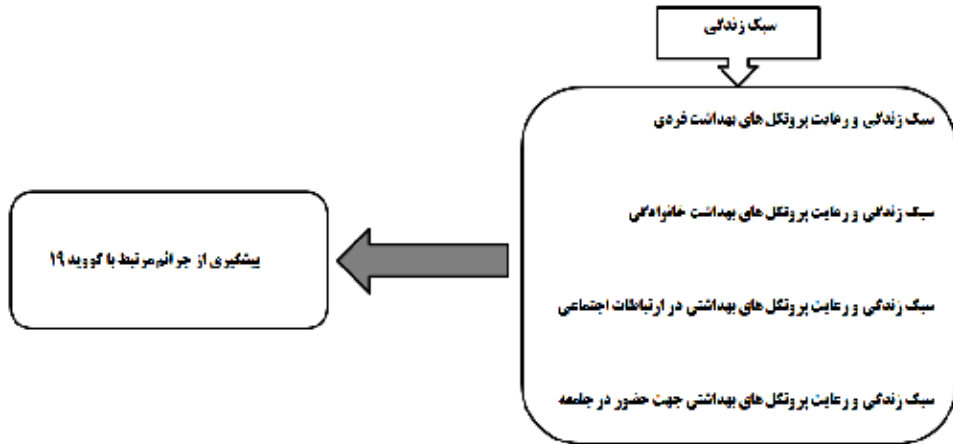 سبک زندگی
سبک زندگی و رعایت پروتکل‌های بهداشت فردی
سبک زندگی و رعایت پروتکل‌های بهداشت خانوادگی
سبک زندگی و رعایت پروتکل‌های بهداشتی در ارتباطات اجتماعی
سبک زندگی و رعایت پروتکل‌های بهداشتی جهت حضور در جامعه
پیشگیری از جرائم مرتبط با کووید ۱۹